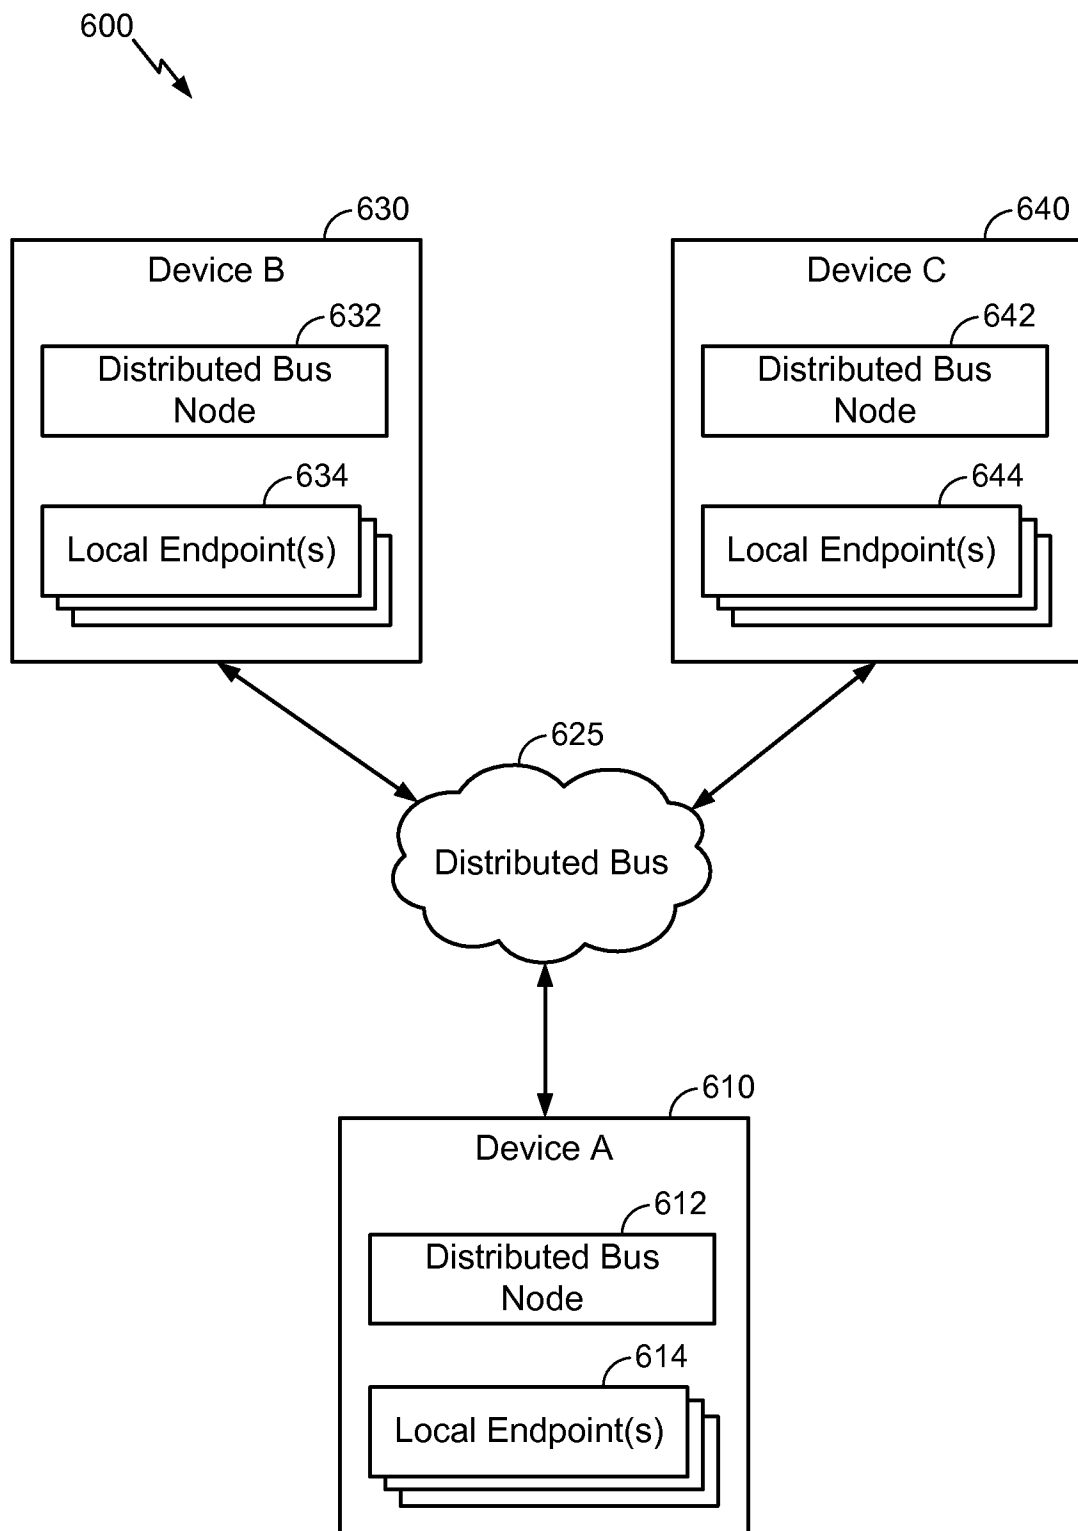 600
630
640
Device B
Device C
632
642
Distributed Bus
Node
Distributed Bus
Node
634
644
Local Endpoint(s)
Local Endpoint(s)
625
Distributed Bus
610
Device A
612
Distributed Bus
Node
614
Local Endpoint(s)